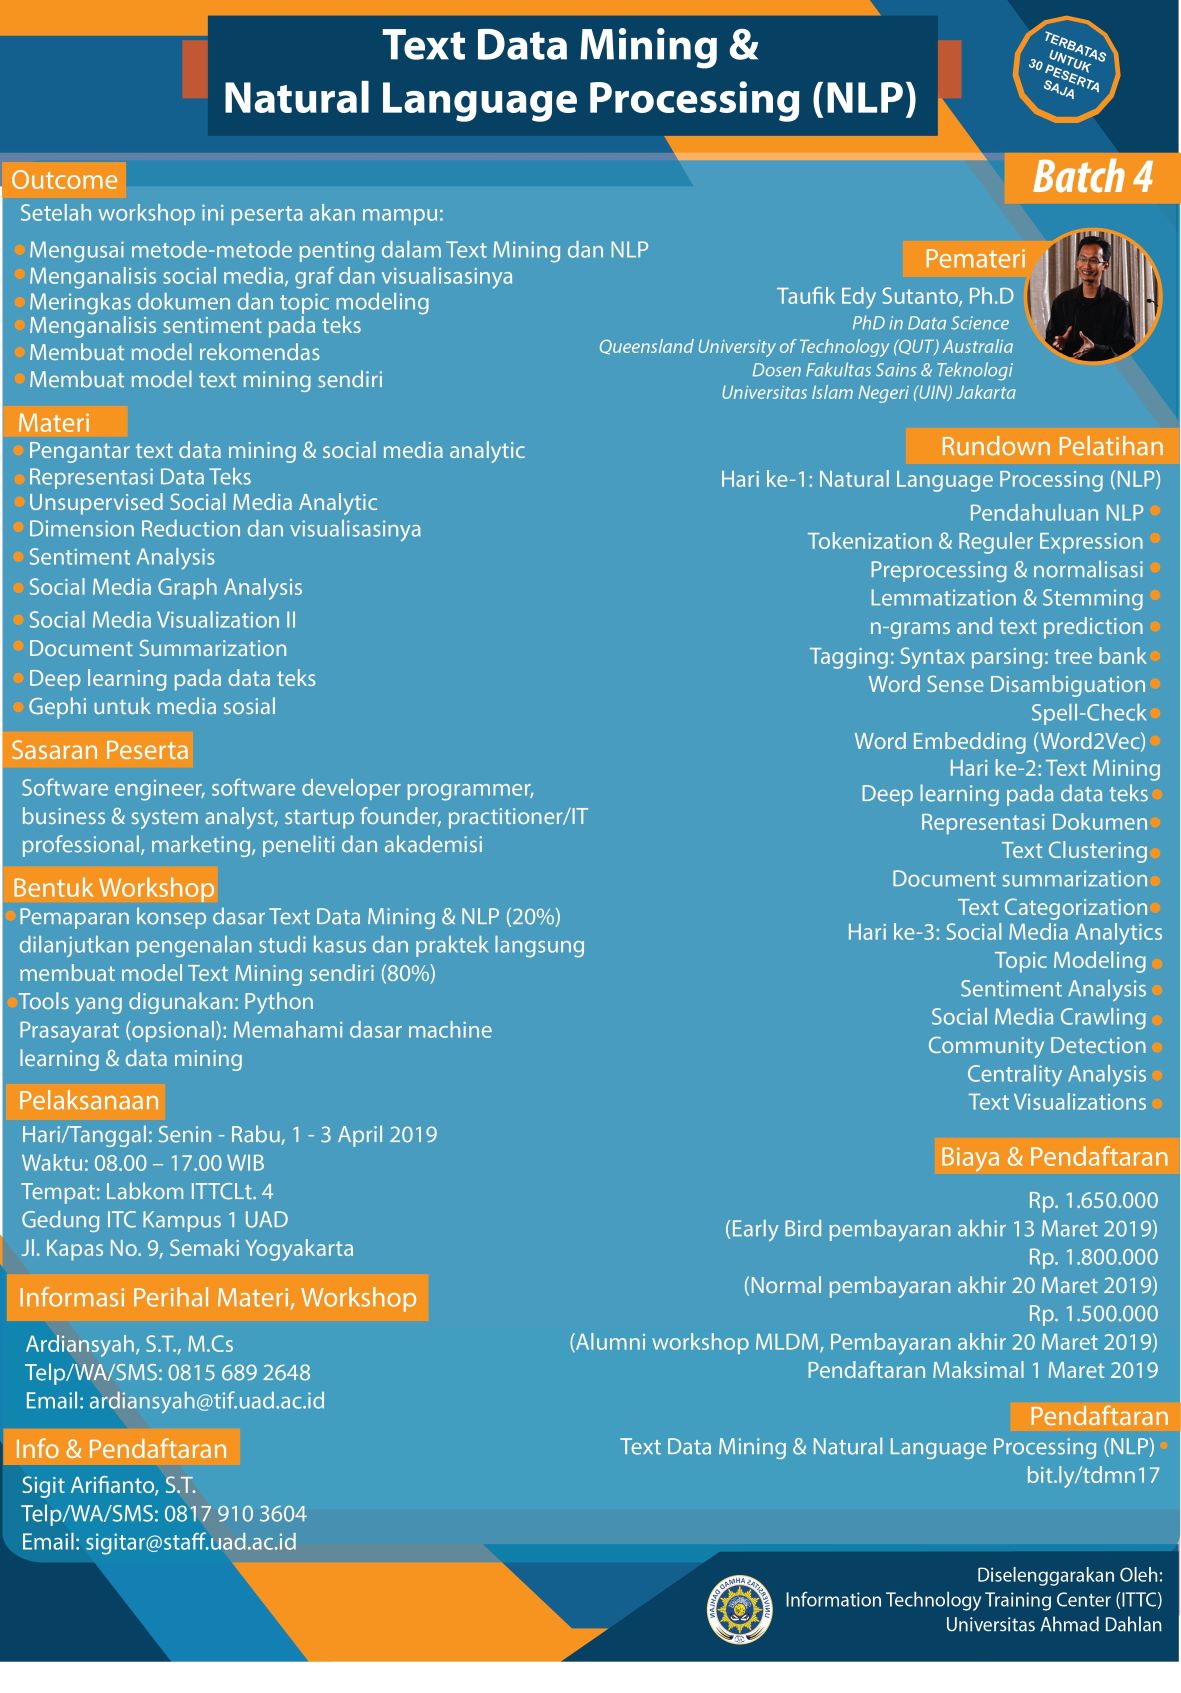 Text Data Mining &
Natural Language Processing (NLP)
TERBATAS
UNTUK
30 PESERTA
SAJA
Batch 4
Outcome
Setelah workshop ini peserta akan mampu:
Mengusai metode-metode penting dalam Text Mining dan NLP
Menganalisis social media, graf dan visualisasinya
Meringkas dokumen dan topic modeling
Menganalisis sentiment pada teks
Membuat model rekomendas
Membuat model text mining sendiri
Materi
Pengantar text data mining & social media analytic
Representasi Data Teks
Unsupervised Social Media Analytic
Dimension Reduction dan visualisasinya
Sentiment Analysis
Social Media Graph Analysis
Social Media Visualization II
Document Summarization
Deep learning pada data teks
Gephi untuk media sosial
Sasaran Peserta
Software engineer, software developer programmer,
business & system analyst, startup founder, practitioner/IT
professional, marketing, peneliti dan akademisi
Bentuk Workshop
Pemaparan konsep dasar Text Data Mining & NLP (20%)
dilanjutkan pengenalan studi kasus dan praktek langsung
membuat model Text Mining sendiri (80%)
Tools yang digunakan: Python
Prasayarat (opsional): Memahami dasar machine
learning & data mining
Pelaksanaan
Hari/Tanggal: Senin - Rabu, 1 - 3 April 2019
Waktu: 08.00 – 17.00 WIB
Tempat: Labkom ITTCLt. 4
Gedung ITC Kampus 1 UAD
Jl. Kapas No. 9, Semaki Yogyakarta
Informasi Perihal Materi, Workshop
Ardiansyah, S.T., M.Cs
Telp/WA/SMS: 0815 689 2648
Email: ardiansyah@tif.uad.ac.id
Info & Pendaftaran
Sigit Arifianto, S.T.
Telp/WA/SMS: 0817 910 3604
Email: sigitar@staff.uad.ac.id
Pemateri
Taufik Edy Sutanto, Ph.D
PhD in Data Science
Queensland University of Technology (QUT) Australia
Dosen Fakultas Sains & Teknologi
Universitas Islam Negeri (UIN) Jakarta
Rundown Pelatihan
Hari ke-1: Natural Language Processing (NLP)
Pendahuluan NLP
Tokenization & Reguler Expression
Preprocessing & normalisasi
Lemmatization & Stemming
n-grams and text prediction
Tagging: Syntax parsing: tree bank
Word Sense Disambiguation
Spell-Check
Word Embedding (Word2Vec)
Hari ke-2: Text Mining
Deep learning pada data teks
Representasi Dokumen
Text Clustering
Document summarization
Text Categorization
Hari ke-3: Social Media Analytics
Topic Modeling
Sentiment Analysis
Social Media Crawling
Community Detection
Centrality Analysis
Text Visualizations
Biaya & Pendaftaran
Rp. 1.650.000
(Early Bird pembayaran akhir 13 Maret 2019)
Rp. 1.800.000
(Normal pembayaran akhir 20 Maret 2019)
Rp. 1.500.000
(Alumni workshop MLDM, Pembayaran akhir 20 Maret 2019)
Pendaftaran Maksimal 1 Maret 2019
Pendaftaran
Text Data Mining & Natural Language Processing (NLP)
bit.ly/tdmn17
UNIVERSITAS AHMAD DAHLAN
Diselenggarakan Oleh:
Information Technology Training Center (ITTC)
Universitas Ahmad Dahlan